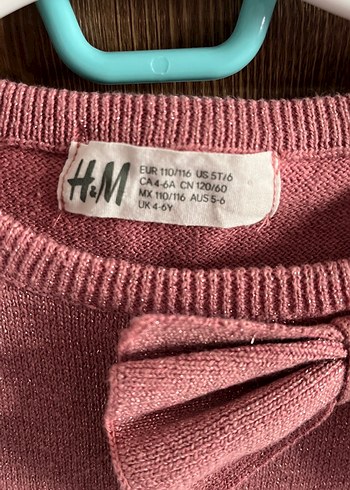 H&M
EUR 110/116 US 5T/6
CA 4-6A CN 120/60
MX 110/116 AUS 5-6
UK 4-6Y